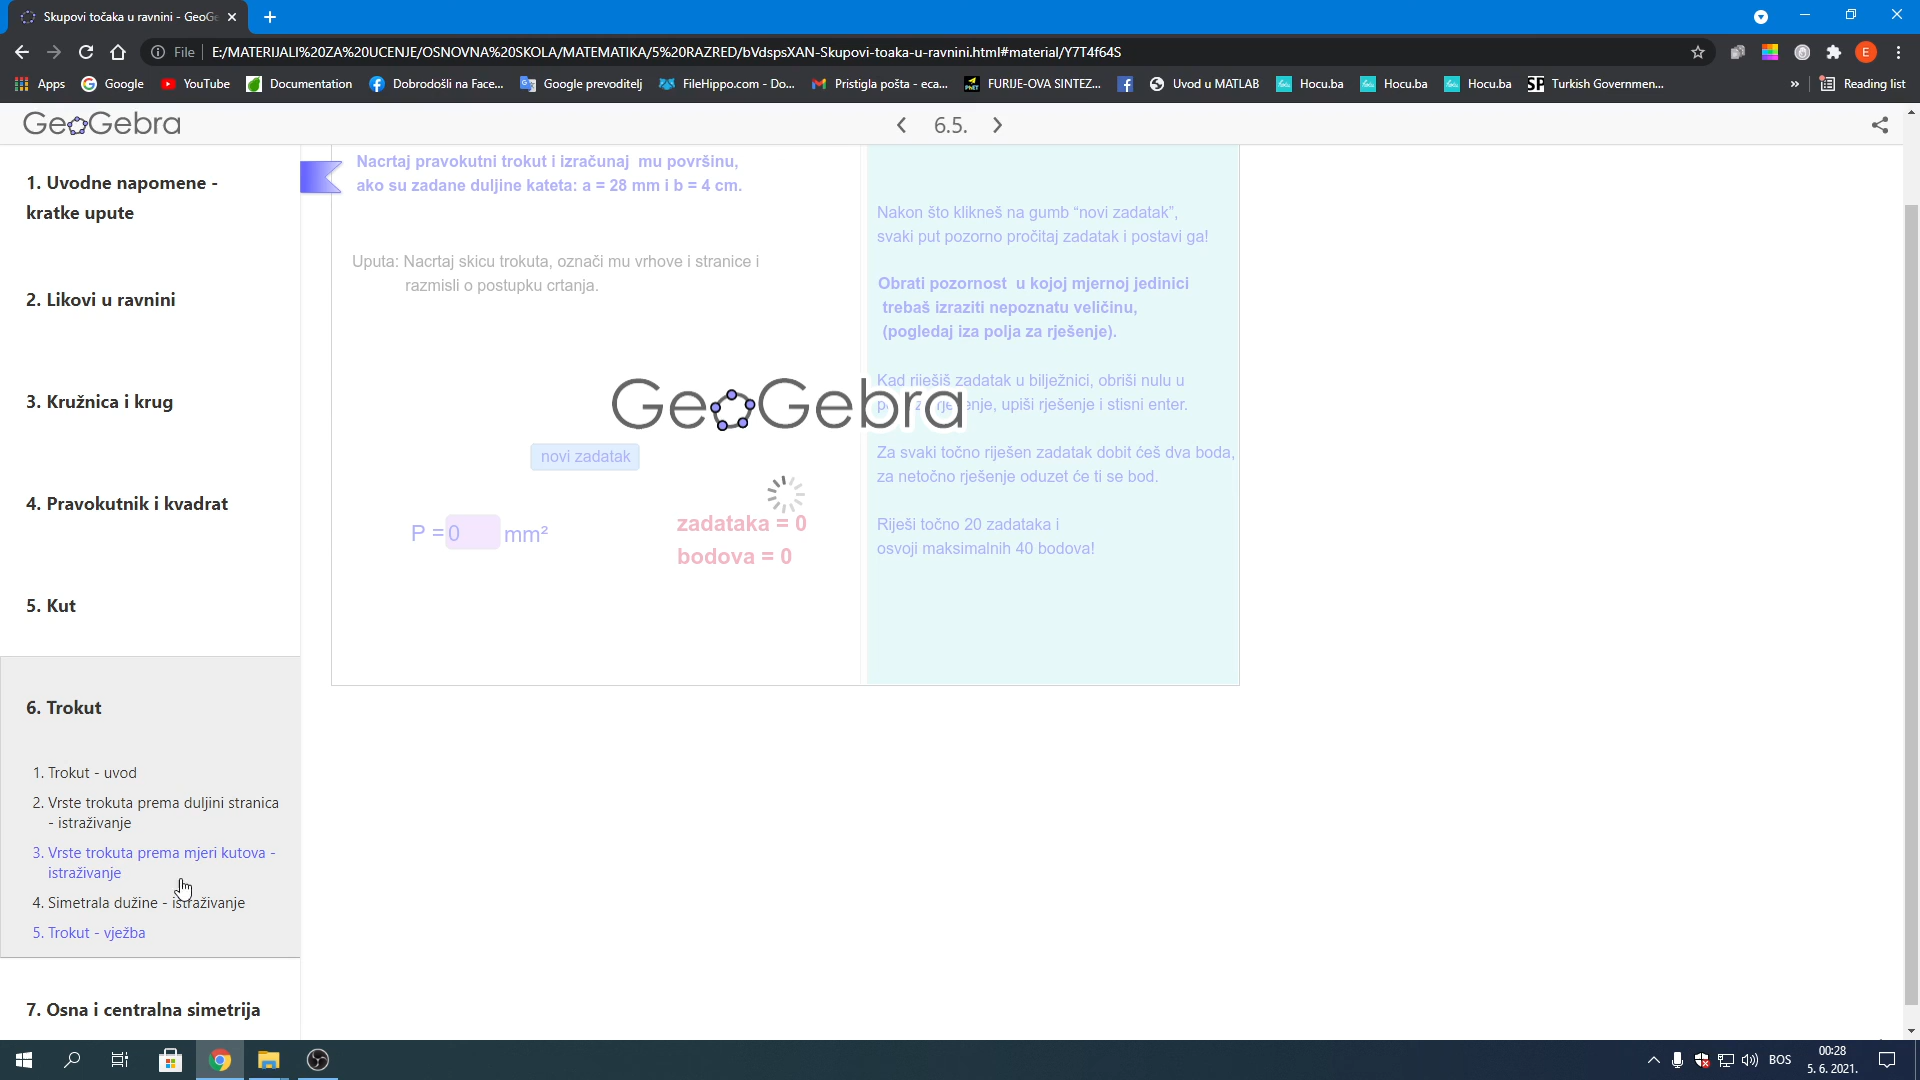 Skupovi točaka u ravnini - GeoGe
File
E:/MATERIJALI%20ZA%20UCENJE/OSNOVNA%20SKOLA/MATEMATIKA/5%20RAZRED/bVdspsXAN-Skupovi-toaka-u-ravnini.html#material/Y7T4f64S
E
Apps
Google
YouTube
Documentation
Dobrodošli na Face...
Google prevoditelj
FileHippo.com - Do...
Pristigla pošta - eca...
FURIJE-OVA SINTEZ...
Uvod u MATLAB
Hocu.ba
Hocu.ba
Hocu.ba
Turkish Governmen...
»
Reading list
GeoGebra
6.5.
1. Uvodne napomene -
kratke upute
2. Likovi u ravnini
3. Kružnica i krug
4. Pravokutnik i kvadrat
5. Kut
6. Trokut
1. Trokut - uvod
2. Vrste trokuta prema duljini stranica
- istraživanje
3. Vrste trokuta prema mjeri kutova -
istraživanje
4. Simetrala dužine - istraživanje
5. Trokut - vježba
7. Osna i centralna simetrija
Nacrtaj pravokutni trokut i izračunaj mu površinu,
ako su zadane duljine kateta: a = 28 mm i b = 4 cm.
Uputa: Nacrtaj skicu trokuta, označi mu vrhove i stranice i
razmisli o postupku crtanja.
novi zadatak
P = 0 mm²
zadataka = 0
bodova = 0
GeoGebra
Nakon što klikneš na gumb “novi zadatak”,
svaki put pozorno pročitaj zadatak i postavi ga!
Obrati pozornost u kojoj mjernoj jedinici
trebaš izraziti nepoznatu veličinu,
(pogledaj iza polja za rješenje).
Kad riješiš zadatak u bilježnici, obriši nulu u
upiši rješenje i stisni enter.
Za svaki točno riješen zadatak dobit ćeš dva boda,
za netočno rješenje oduzet će ti se bod.
Riješi točno 20 zadataka i
osvoji maksimalnih 40 bodova!
BOS
00:28
5. 6. 2021.